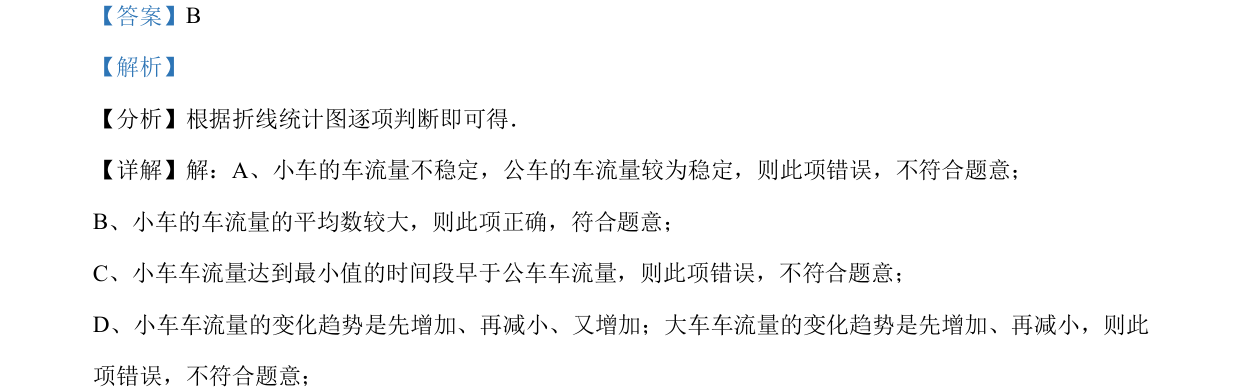 【答案】B
【解析】
【分析】根据折线统计图逐项判断即可得．
【详解】解：A、小车的车流量不稳定，公车的车流量较为稳定，则此项错误，不符合题意；
B、小车的车流量的平均数较大，则此项正确，符合题意；
C、小车车流量达到最小值的时间段早于公车车流量，则此项错误，不符合题意；
D、小车车流量的变化趋势是先增加、再减小、又增加；大车车流量的变化趋势是先增加、再减小，则此
项错误，不符合题意；